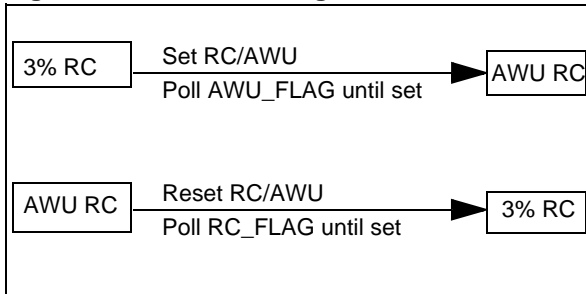 3% RC
Set RC/AWU
Poll AWU_FLAG until set
AWU RC
AWU RC
Reset RC/AWU
Poll RC_FLAG until set
3% RC